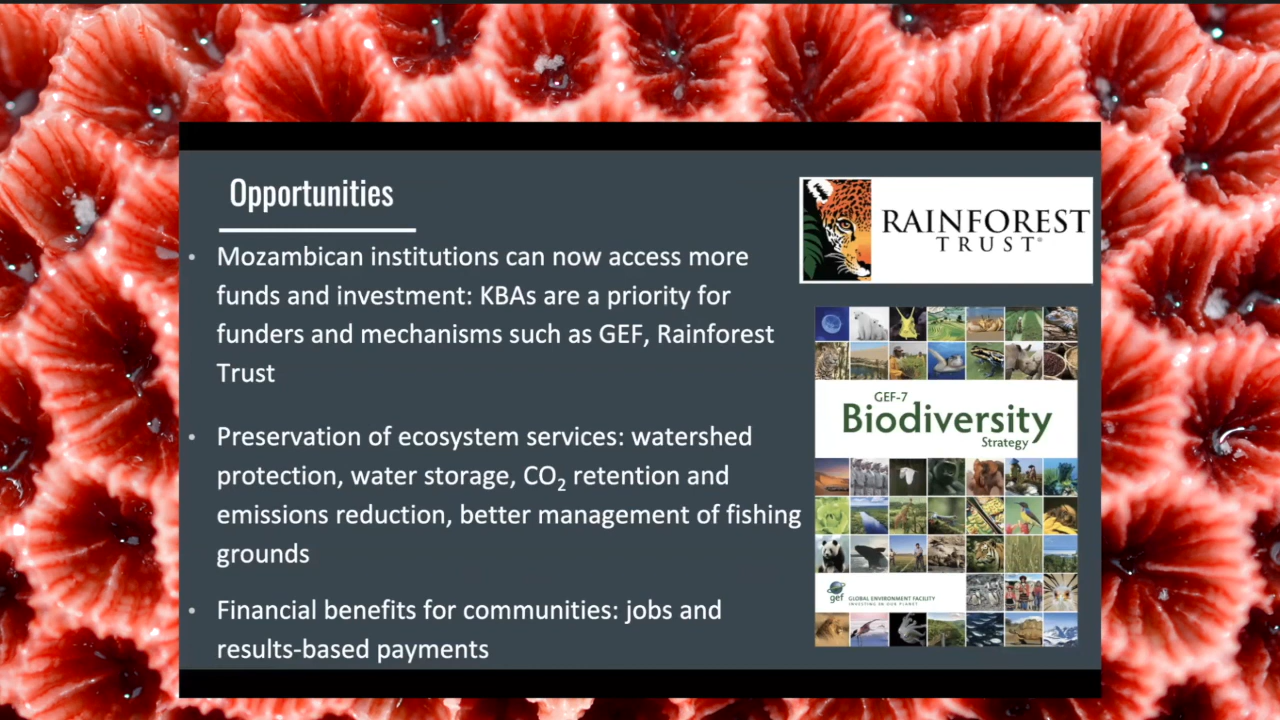 Opportunities
• Mozambican institutions can now access more
funds and investment: KBAs are a priority for
funders and mechanisms such as GEF, Rainforest
Trust
• Preservation of ecosystem services: watershed
protection, water storage, CO₂ retention and
emissions reduction, better management of fishing
grounds
• Financial benefits for communities: jobs and
results-based payments
RAINFOREST
TRUST®
GEF-7
Biodiversity
Strategy
gef GLOBAL ENVIRONMENT FACILITY
INVESTING IN OUR PLANET